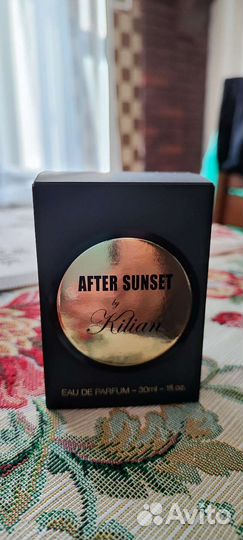 AFTER SUNSET
by
Kilian
EAU DE PARFUM – 30ml – 1fl.oz.
Avito